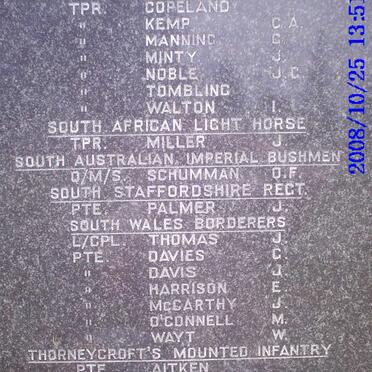 TPR. COPELAND
" KEMP C.A.
" MANNING C.
" MINTY J.
" NOBLE J.C.
" TOMBLING
" WALTON I.
SOUTH AFRICAN LIGHT HORSE
TPR. MILLER J.
SOUTH AUSTRALIAN IMPERIAL BUSHMEN
Q/M/S. SCHUMMAN O.F.
SOUTH STAFFORDSHIRE REGT.
PTE. PALMER J.
SOUTH WALES BORDERERS
L/CPL. THOMAS J.
PTE. DAVIES C.
" DAVIS J.
" HARRISON E.
" McCARTHY J.
" O'CONNELL M.
" WAYT W.
THORNEYCROFT'S MOUNTED INFANTRY
PTE. AITKEN
2008/10/25 13:5